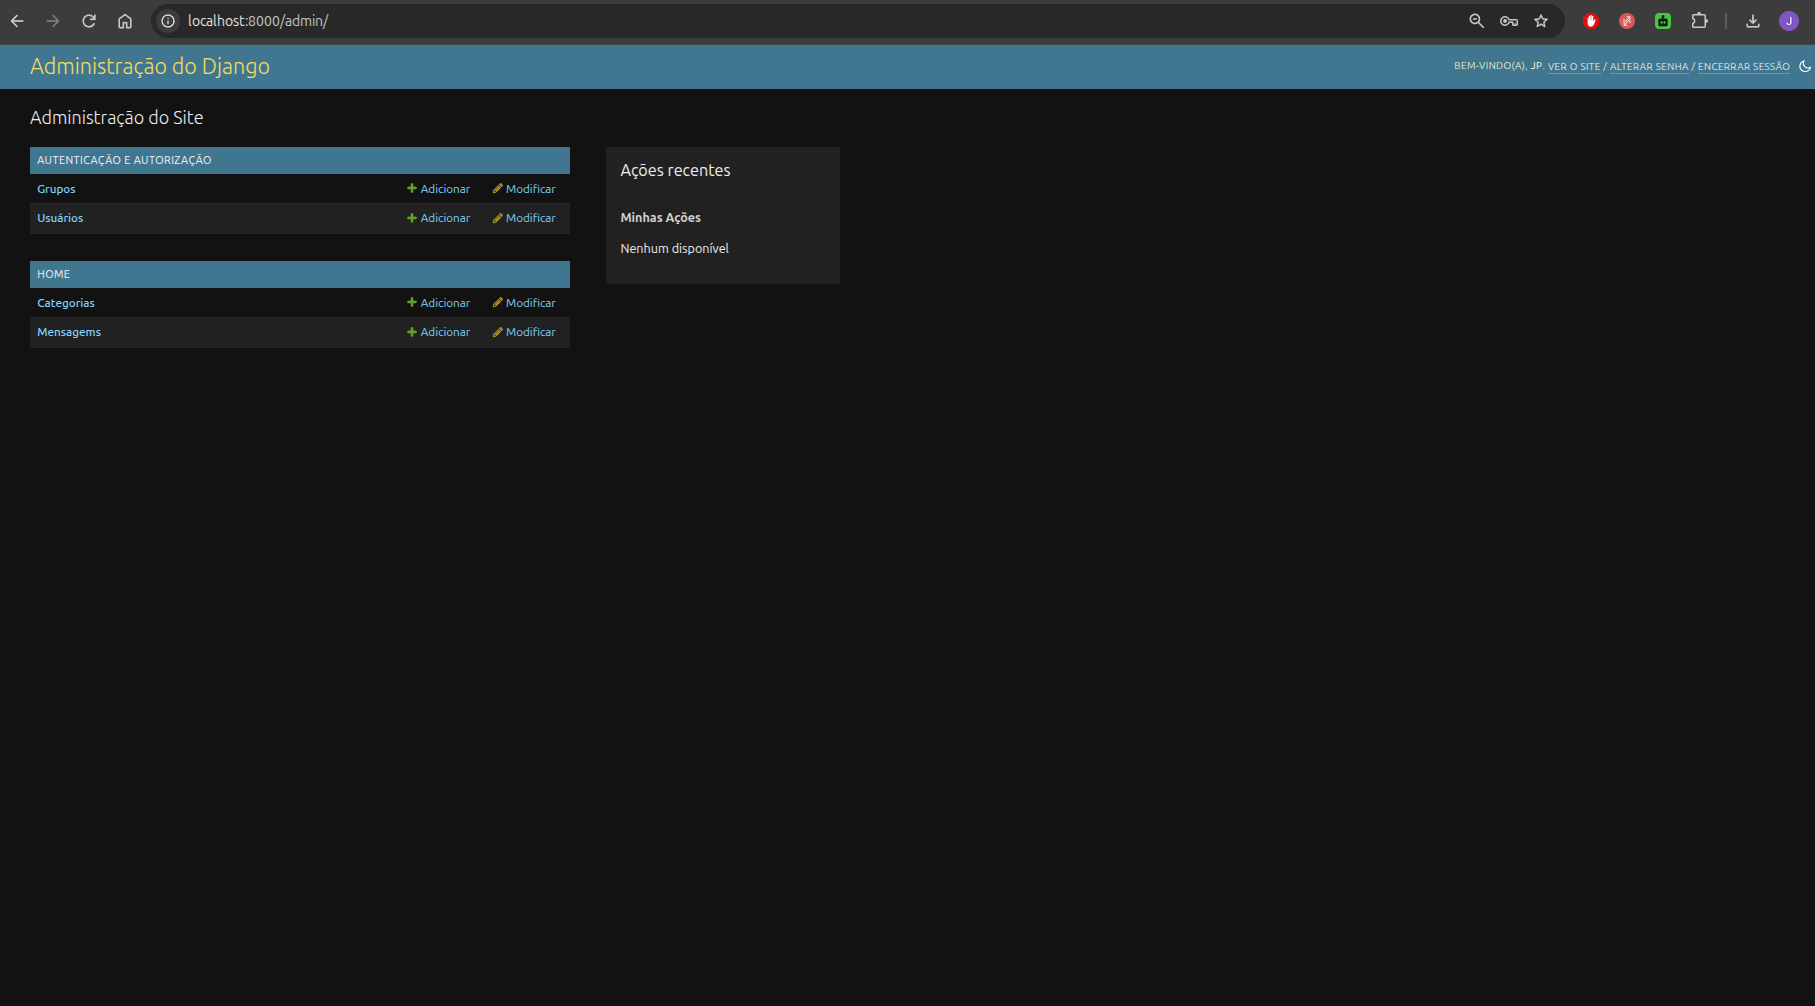 localhost:8000/admin/
J
Administração do Django
BEM-VINDO(A), JP. VER O SITE / ALTERAR SENHA / ENCERRAR SESSÃO
Administração do Site
AUTENTICAÇÃO E AUTORIZAÇÃO
Grupos Adicionar Modificar
Usuários Adicionar Modificar
HOME
Categorias Adicionar Modificar
Mensagems Adicionar Modificar
Ações recentes
Minhas Ações
Nenhum disponível